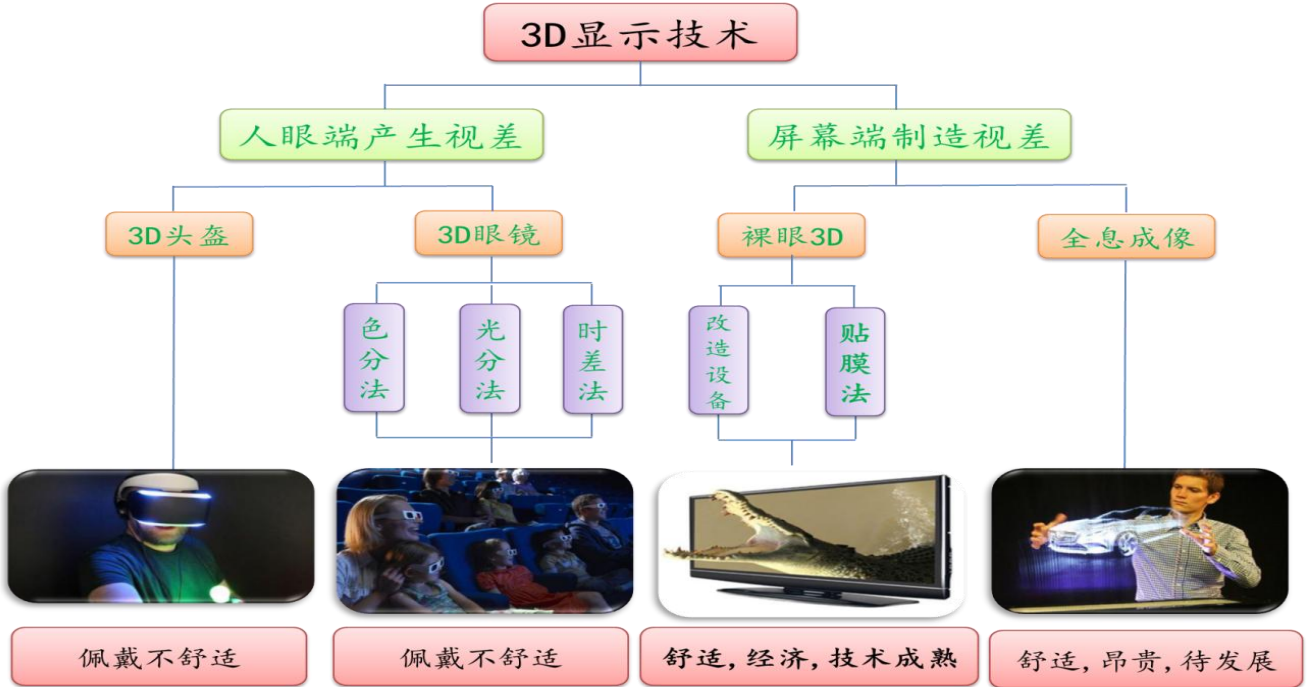 3D显示技术
人眼端产生视差
屏幕端制造视差
3D头盔
3D眼镜
裸眼3D
全息成像
色分法
光分法
时差法
改造设备
贴膜法
佩戴不舒适
佩戴不舒适
舒适,经济,技术成熟
舒适,昂贵,待发展